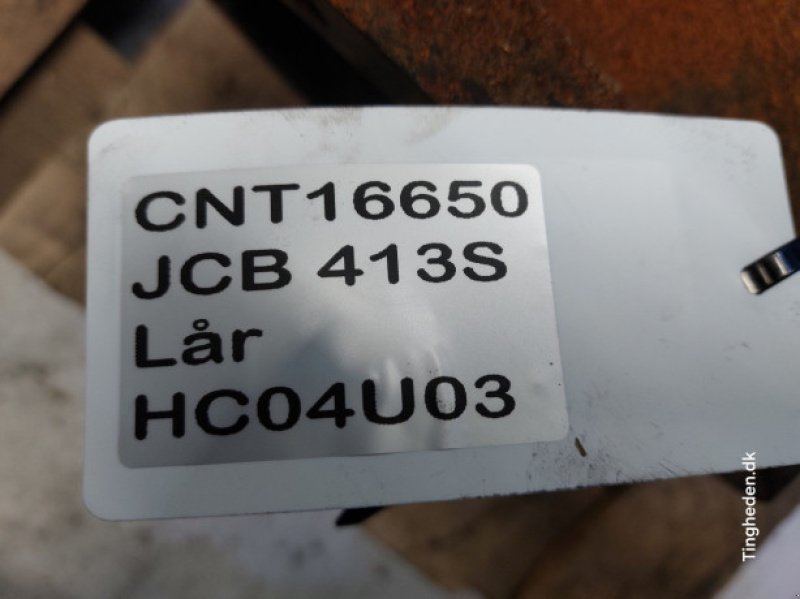 CNT16650
JCB 413S
Lår
HC04U03
Tingheden.dk